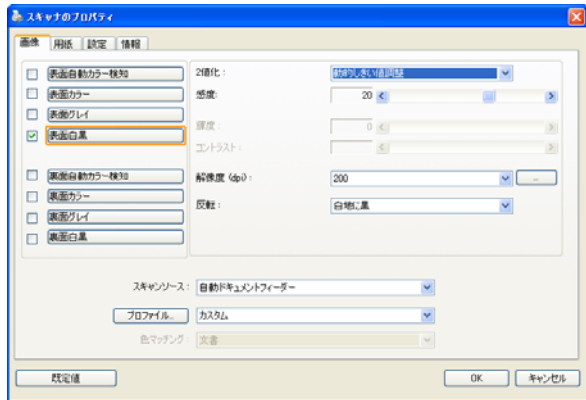 スキャナのプロパティ
画像 用紙 設定 情報
表面自動カラー検知
表面カラー
表面グレイ
表面白黒
裏面自動カラー検知
裏面カラー
裏面グレイ
裏面白黒
2値化：
動的しきい値調整
感度：
20
輝度：
0
コントラスト：
解像度 (dpi)：
200
...
反転：
白地に黒
スキャンソース：
自動ドキュメントフィーダー
プロファイル...
カスタム
色マッチング：
文書
既定値
OK
キャンセル